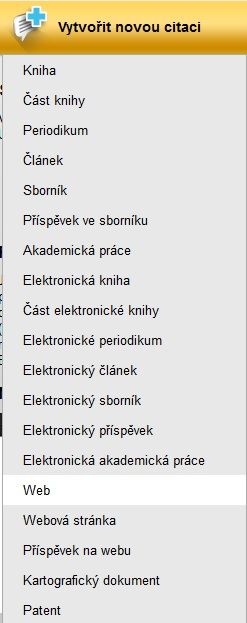 Vytvořit novou citaci
Kniha
Část knihy
Periodikum
Článek
Sborník
Příspěvek ve sborníku
Akademická práce
Elektronická kniha
Část elektronické knihy
Elektronické periodikum
Elektronický článek
Elektronický sborník
Elektronický příspěvek
Elektronická akademická práce
Web
Webová stránka
Příspěvek na webu
Kartografický dokument
Patent